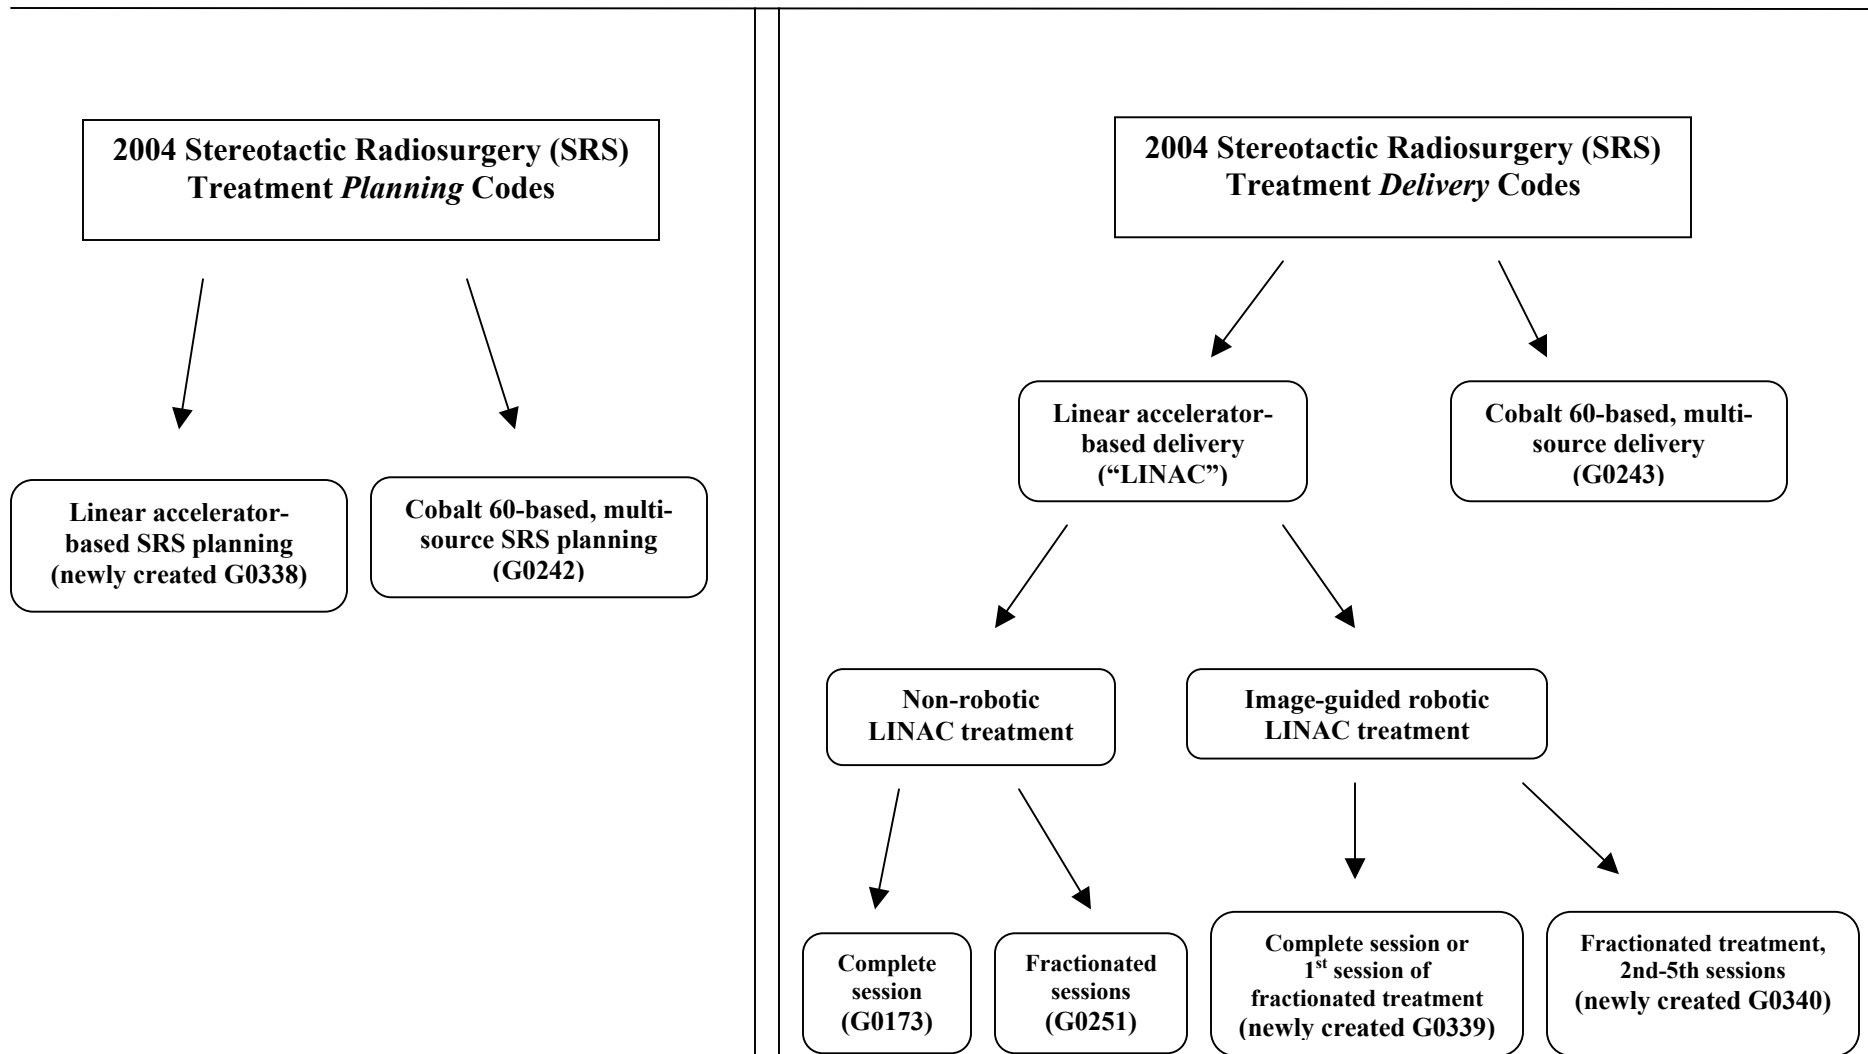 2004 Stereotactic Radiosurgery (SRS)
Treatment Planning Codes
Linear accelerator-
based SRS planning
(newly created G0338)
Cobalt 60-based, multi-
source SRS planning
(G0242)
2004 Stereotactic Radiosurgery (SRS)
Treatment Delivery Codes
Linear accelerator-
based delivery
(“LINAC”)
Cobalt 60-based, multi-
source delivery
(G0243)
Non-robotic
LINAC treatment
Image-guided robotic
LINAC treatment
Complete
session
(G0173)
Fractionated
sessions
(G0251)
Complete session or
1st session of
fractionated treatment
(newly created G0339)
Fractionated treatment,
2nd-5th sessions
(newly created G0340)